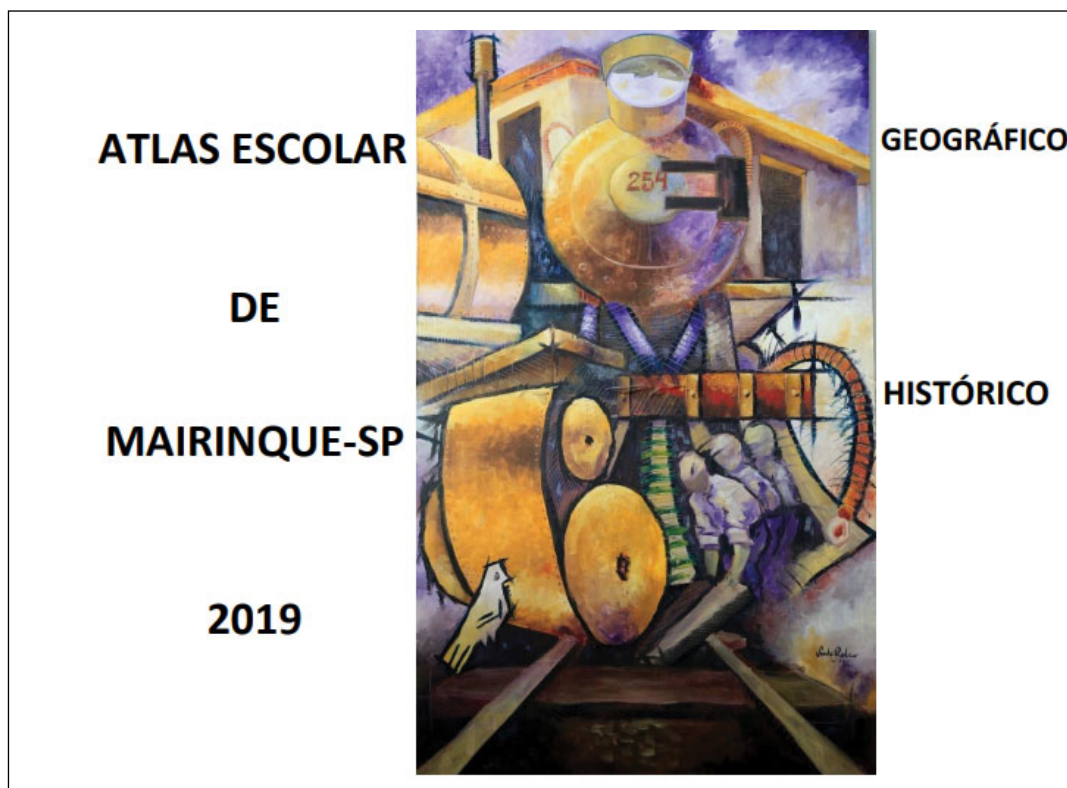 ATLAS ESCOLAR
DE
MAIRINQUE-SP
2019
254
GEOGRÁFICO
HISTÓRICO